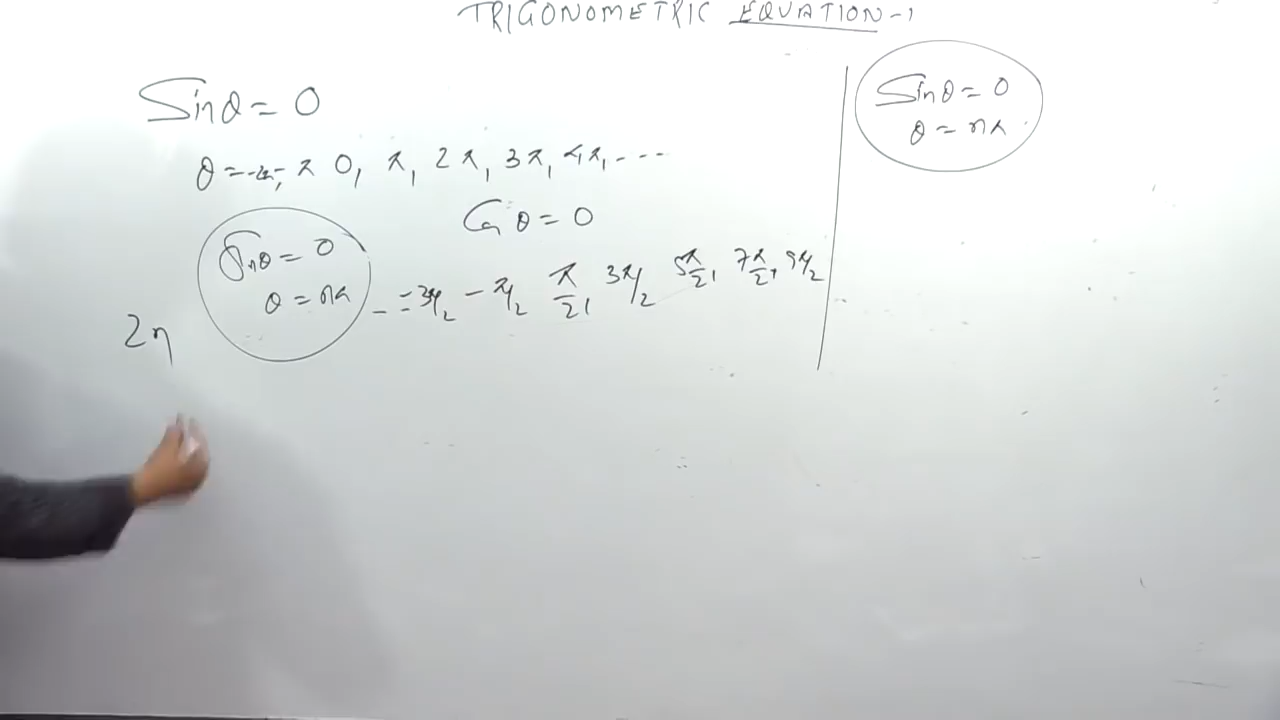 TRIGONOMETRIC EQUATION-1
Sinθ = 0
θ = -2π, -π 0, π, 2π, 3π, 4π, ---
Cosθ = 0
Sinθ = 0
θ = nπ
-- = 3π/2 - π/2 π/2, 3π/2 5π/2, 7π/2, 9π/2
2n
Sinθ = 0
θ = nπ